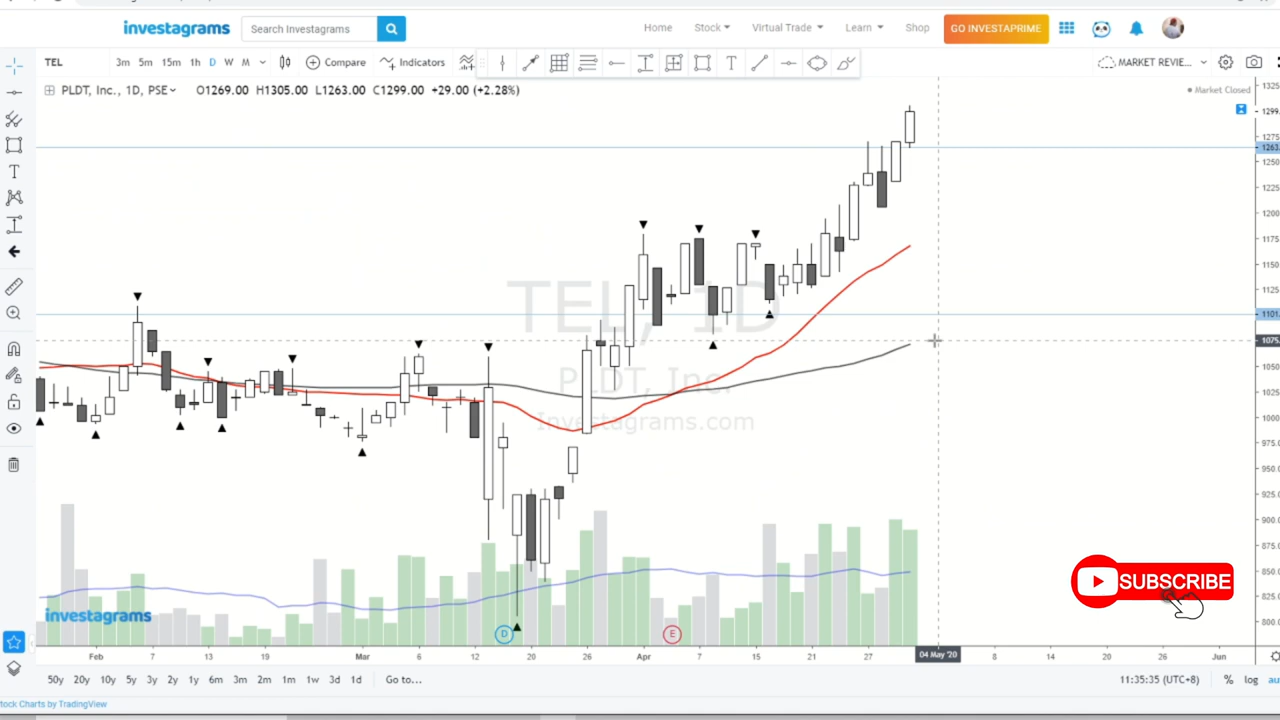 investagrams Search Investagrams Home Stock Virtual Trade Learn Shop GO INVESTAPRIME
TEL 3m 5m 15m 1h D W M Compare Indicators T MARKET REVIE...
PLDT, Inc., 1D, PSE O1269.00 H1305.00 L1263.00 C1299.00 +29.00 (+2.28%) Market Closed
1325
1299.
1275
1263.
1250
1225
1200
1175
1150
1125
1101.
1075.
1050
1025
1000
975.
950.
925.
900.
875.
850.
825.
800.
TEL, 1D
PLDT, Inc.
Investagrams.com
SUBSCRIBE
investagrams
D E
Feb 7 13 19 Mar 6 12 20 26 Apr 7 15 21 27 04 May '20 8 14 20 26 Jun
50y 20y 10y 5y 3y 2y 1y 6m 3m 2m 1m 1w 3d 1d Go to... 11:35:35 (UTC+8) % log au
tock Charts by TradingView